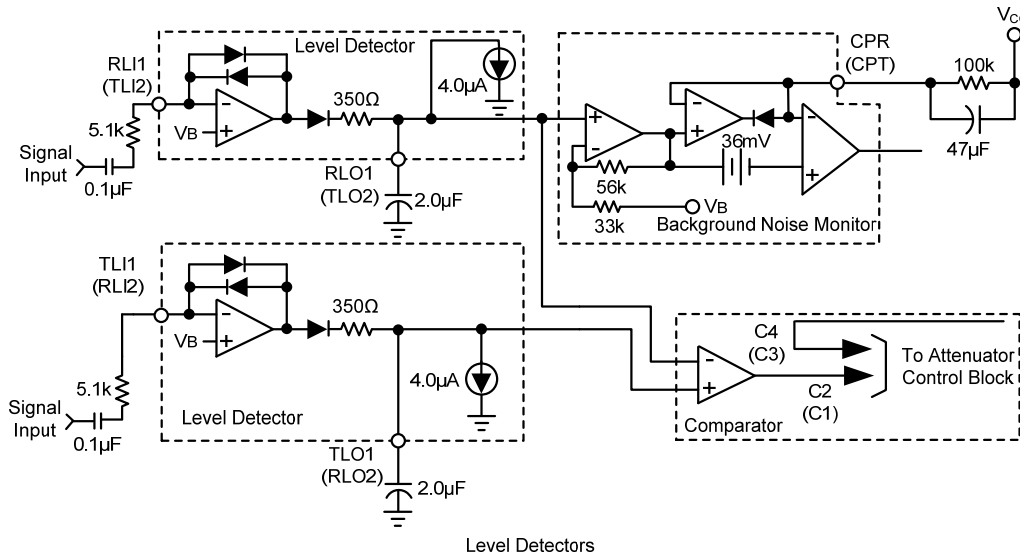 Level Detector
RLI1
(TLI2)
5.1k
Signal
Input
0.1µF
VB
350Ω
4.0µA
RLO1
(TLO2)
2.0µF
CPR
(CPT)
100k
47µF
36mV
56k
33k
VB
Background Noise Monitor
TLI1
(RLI2)
5.1k
Signal
Input
0.1µF
VB
350Ω
4.0µA
Level Detector
TLO1
(RLO2)
2.0µF
C4
(C3)
C2
(C1)
To Attenuator
Control Block
Comparator
Level Detectors